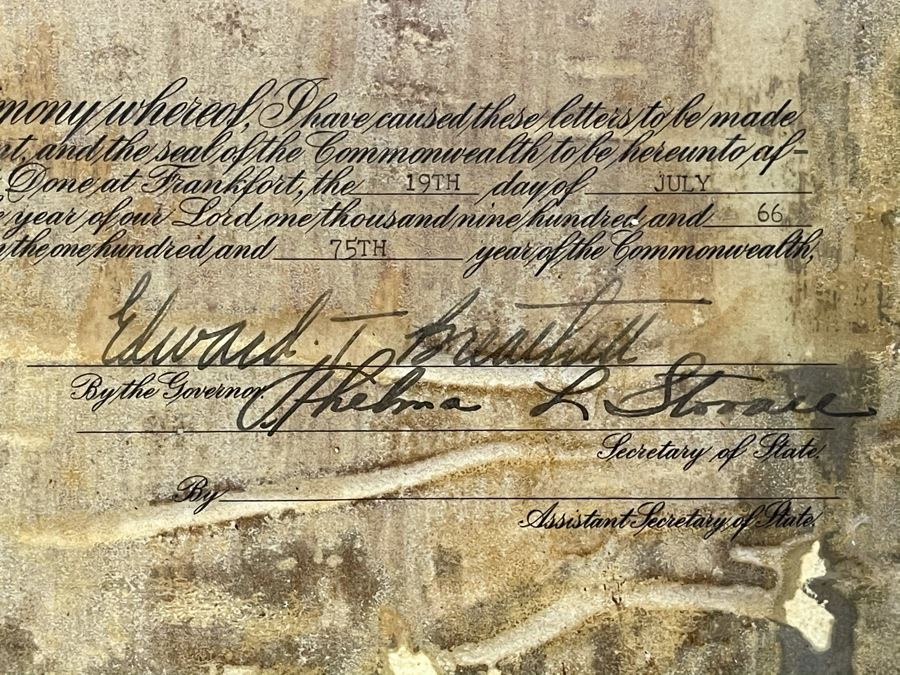 mony whereof, I have caused these letters to be made
nt, and the seal of the Commonwealth to be hereunto af-
Done at Frankfort, the 19TH day of JULY
e year of our Lord one thousand nine hundred and 66
n the one hundred and 75TH year of the Commonwealth,
Edward T Breathitt
By the Governor.
Thelma L Stovall
Secretary of State.
By
Assistant Secretary of State.